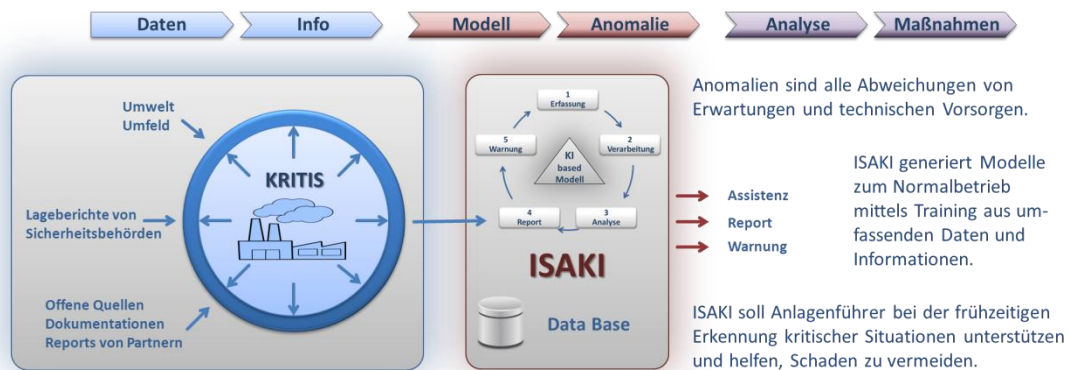 Daten
Info
Modell
Anomalie
Analyse
Maßnahmen
Umwelt
Umfeld
Lageberichte von
Sicherheitsbehörden
Offene Quellen
Dokumentationen
Reports von Partnern
KRITIS
1
Erfassung
2
Verarbeitung
3
Analyse
4
Report
5
Warnung
KI
based
Modell
ISAKI
Data Base
Assistenz
Report
Warnung
Anomalien sind alle Abweichungen von
Erwartungen und technischen Vorsorgen.
ISAKI generiert Modelle
zum Normalbetrieb
mittels Training aus um-
fassenden Daten und
Informationen.
ISAKI soll Anlagenführer bei der frühzeitigen
Erkennung kritischer Situationen unterstützen
und helfen, Schaden zu vermeiden.